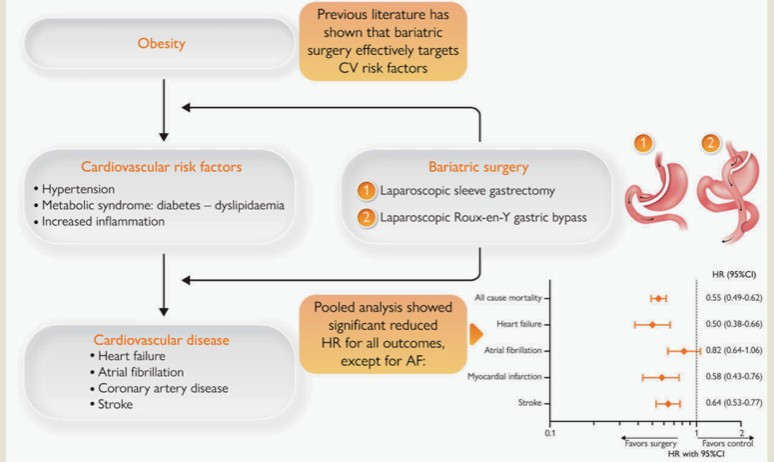 Previous literature has
shown that bariatric
surgery effectively targets
CV risk factors
Obesity
Cardiovascular risk factors
• Hypertension
• Metabolic syndrome: diabetes – dyslipidaemia
• Increased inflammation
Bariatric surgery
1 Laparoscopic sleeve gastrectomy
2 Laparoscopic Roux-en-Y gastric bypass
1
2
Cardiovascular disease
• Heart failure
• Atrial fibrillation
• Coronary artery disease
• Stroke
Pooled analysis showed
significant reduced
HR for all outcomes,
except for AF:
HR (95%CI)
All cause mortality 0.55 (0.49-0.62)
Heart failure 0.50 (0.38-0.66)
Atrial fibrillation 0.82 (0.64-1.06)
Myocardial infarction 0.58 (0.43-0.76)
Stroke 0.64 (0.53-0.77)
0.1 1 2
Favors surgery Favors control
HR with 95%CI